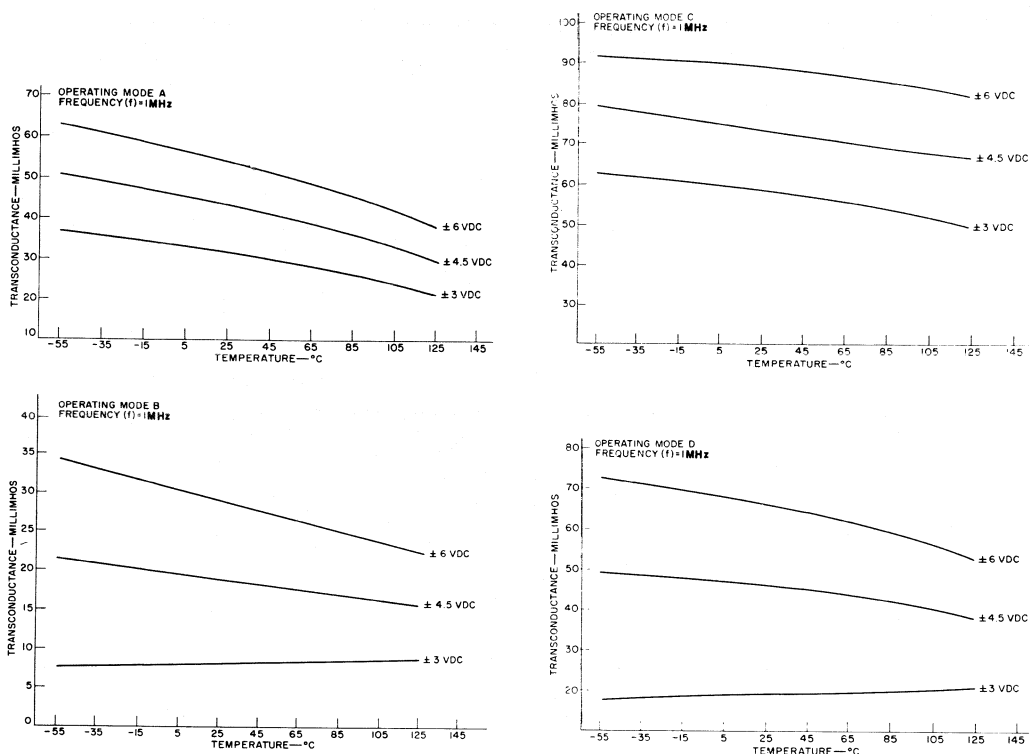 OPERATING MODE A
FREQUENCY (f)=1MHz
TRANSCONDUCTANCE—MILLIMHOS
70
60
50
40
30
20
10
± 6 VDC
± 4.5 VDC
± 3 VDC
-55 -35 -15 5 25 45 65 85 105 125 145
TEMPERATURE—°C
OPERATING MODE C
FREQUENCY (f)=1MHz
TRANSCONDUCTANCE—MILLIMHOS
100
90
80
70
60
50
40
30
±6 VDC
± 4.5 VDC
±3 VDC
-55 -35 -15 5 25 45 65 85 105 125 145
TEMPERATURE—°C
OPERATING MODE B
FREQUENCY (f)=1MHz
TRANSCONDUCTANCE—MILLIMHOS
40
35
30
25
20
15
10
5
0
± 6 VDC
± 4.5 VDC
± 3 VDC
-55 -35 -15 5 25 45 65 85 105 125 145
TEMPERATURE—°C
OPERATING MODE D
FREQUENCY (f)=1MHz
TRANSCONDUCTANCE—MILLIMHOS
80
70
60
50
40
30
20
±6 VDC
±4.5 VDC
±3 VDC
-55 -35 -15 5 25 45 65 85 105 125 145
TEMPERATURE—°C